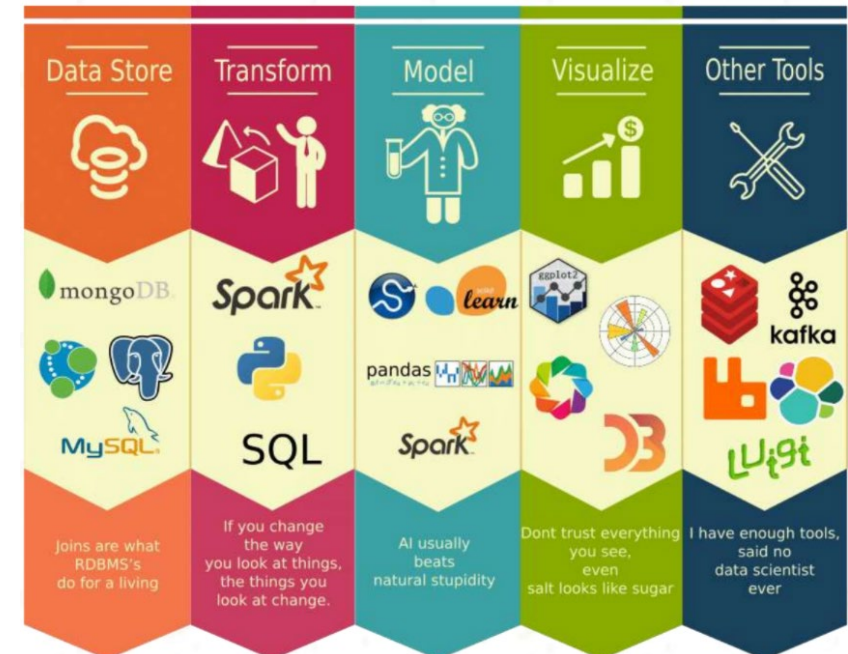 Data Store
Transform
Model
Visualize
Other Tools
$
mongoDB
MySQL
Spark
SQL
S
learn
pandas
Spark
ggplot2
D3
kafka
Luigi
Joins are what
RDBMS's
do for a living
If you change
the way
you look at things,
the things you
look at change.
AI usually
beats
natural stupidity
Dont trust everything
you see,
even
salt looks like sugar
I have enough tools,
said no
data scientist
ever